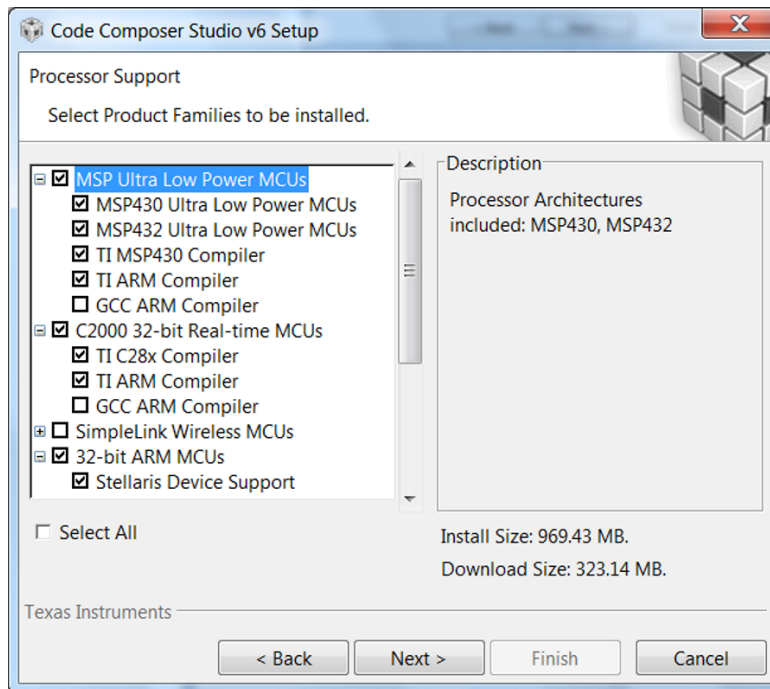 Code Composer Studio v6 Setup
Processor Support
Select Product Families to be installed.
MSP Ultra Low Power MCUs
MSP430 Ultra Low Power MCUs
MSP432 Ultra Low Power MCUs
TI MSP430 Compiler
TI ARM Compiler
GCC ARM Compiler
C2000 32-bit Real-time MCUs
TI C28x Compiler
TI ARM Compiler
GCC ARM Compiler
SimpleLink Wireless MCUs
32-bit ARM MCUs
Stellaris Device Support
Select All
Description
Processor Architectures
included: MSP430, MSP432
Install Size: 969.43 MB.
Download Size: 323.14 MB.
Texas Instruments
< Back
Next >
Finish
Cancel